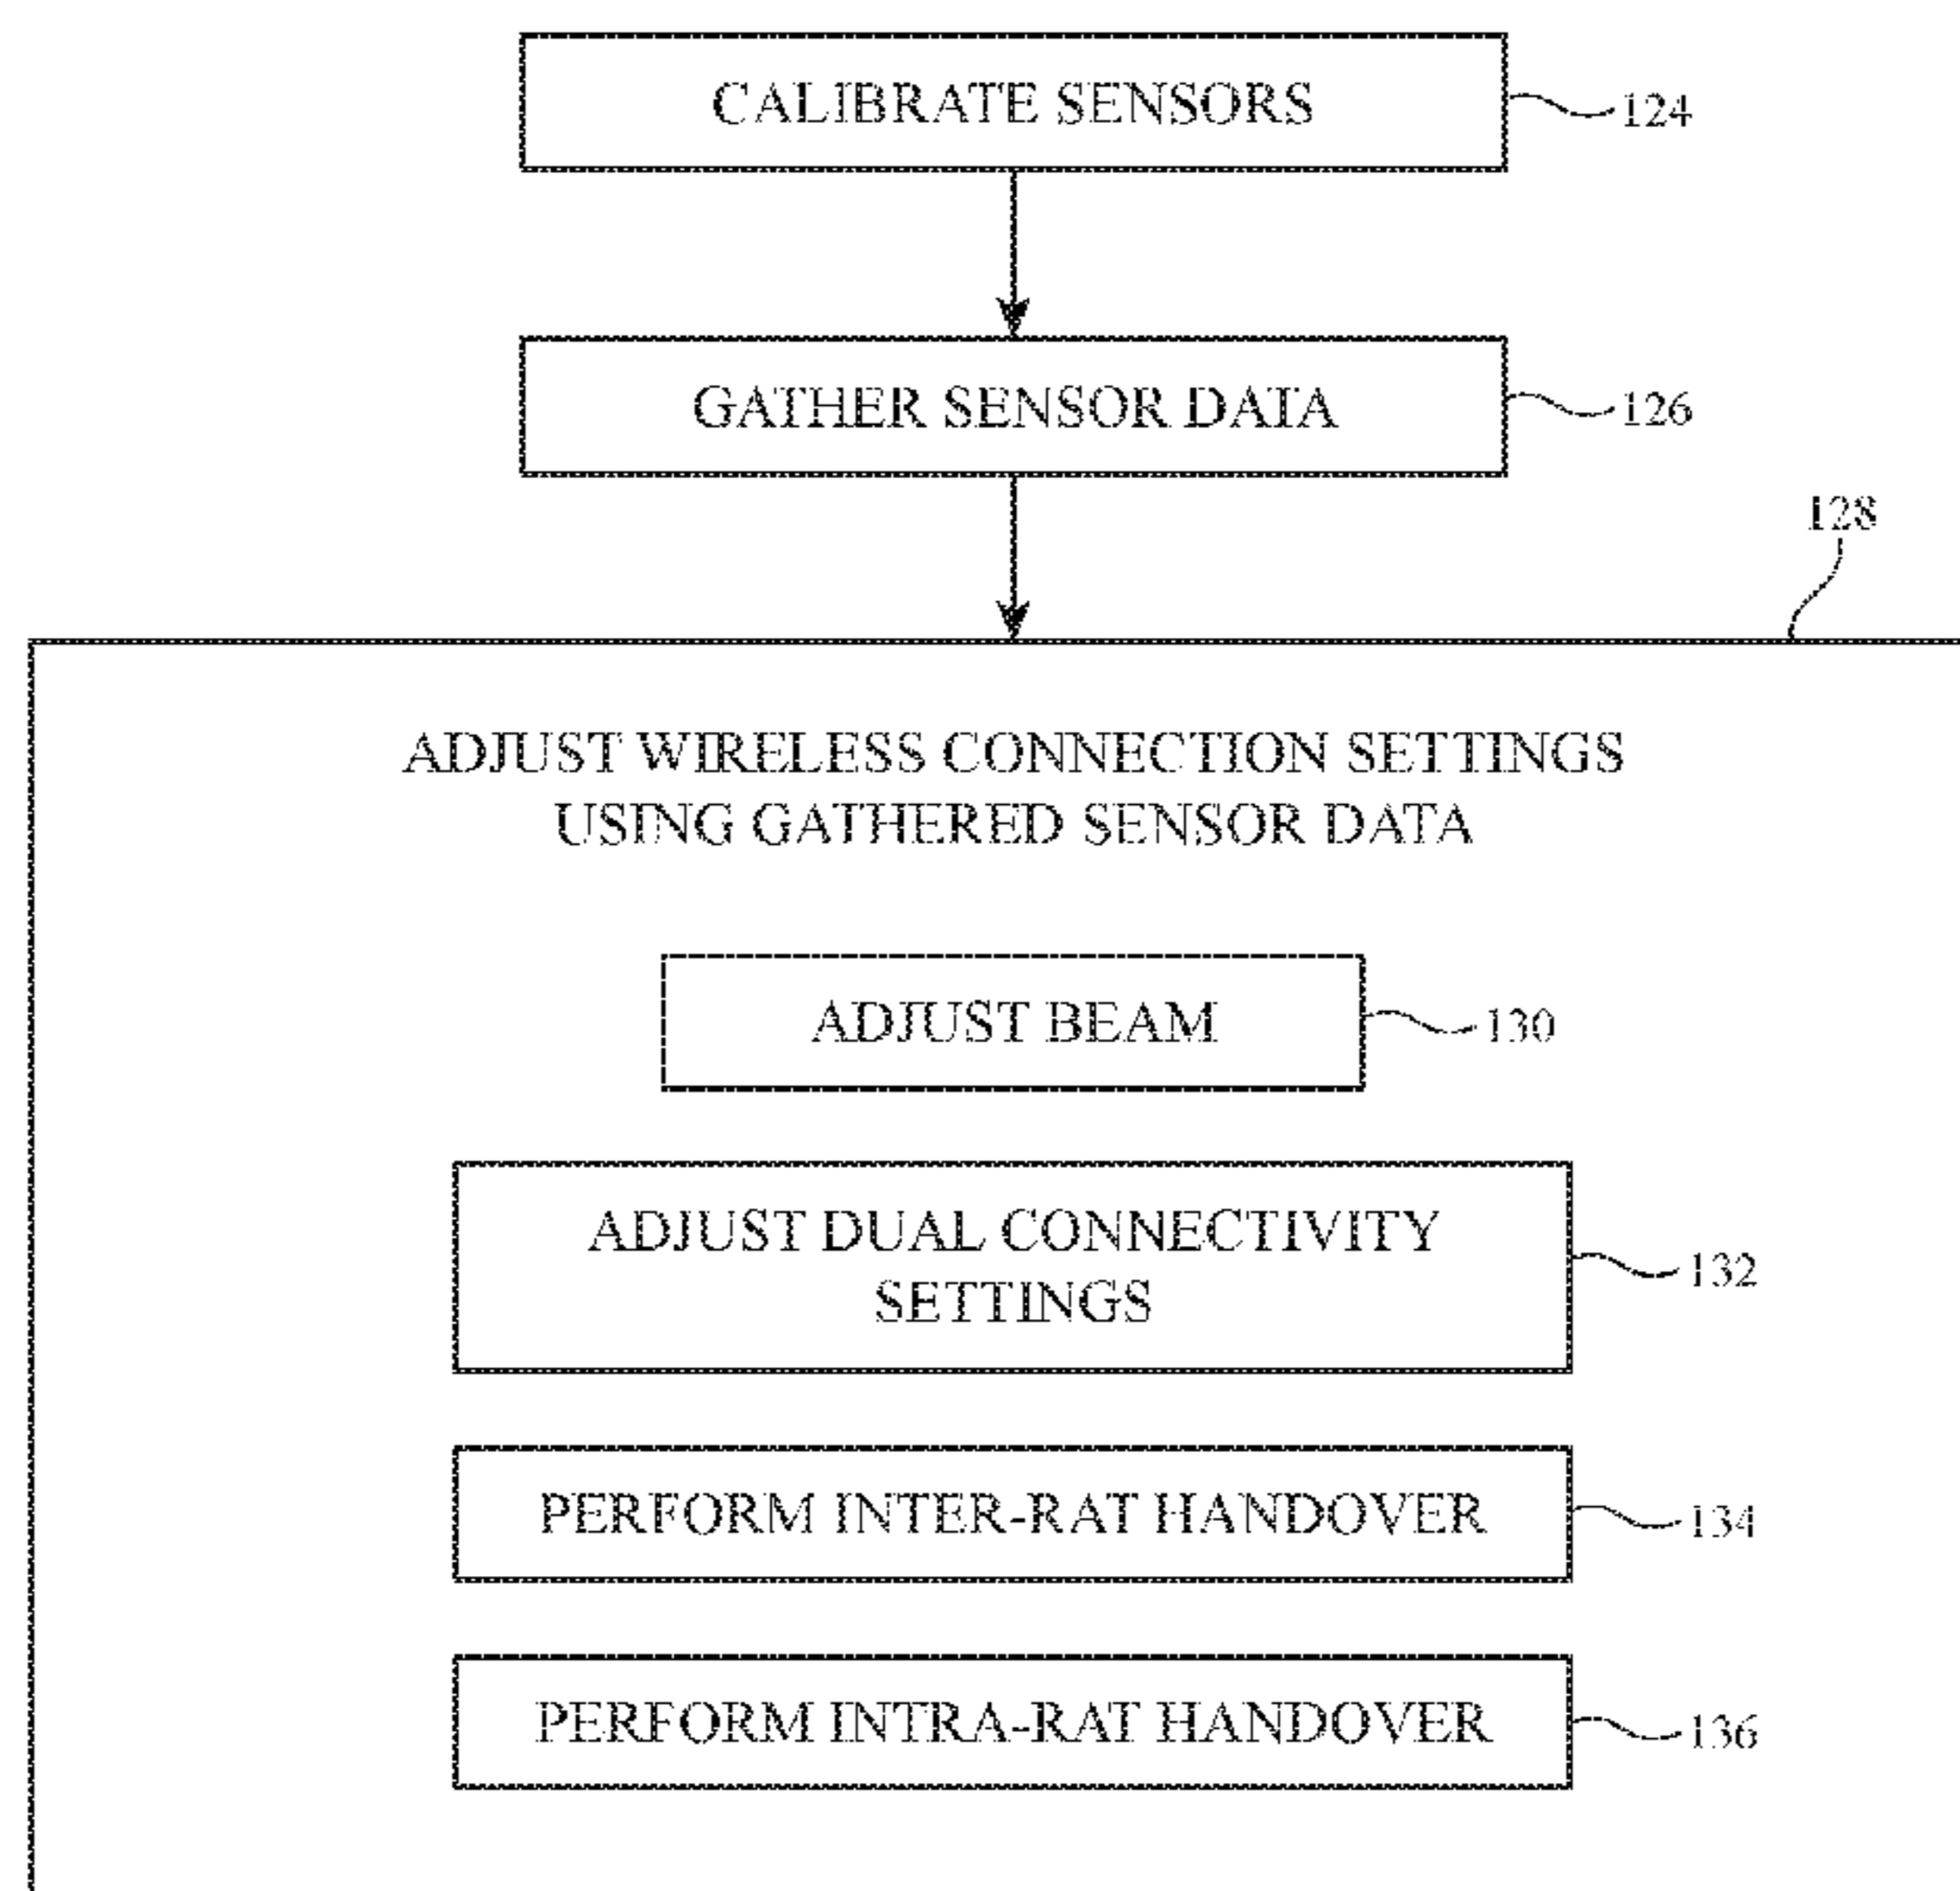 CALIBRATE SENSORS
124
GATHER SENSOR DATA
126
128
ADJUST WIRELESS CONNECTION SETTINGS
USING GATHERED SENSOR DATA
ADJUST BEAM
130
ADJUST DUAL CONNECTIVITY
SETTINGS
132
PERFORM INTER-RAT HANDOVER
134
PERFORM INTRA-RAT HANDOVER
136